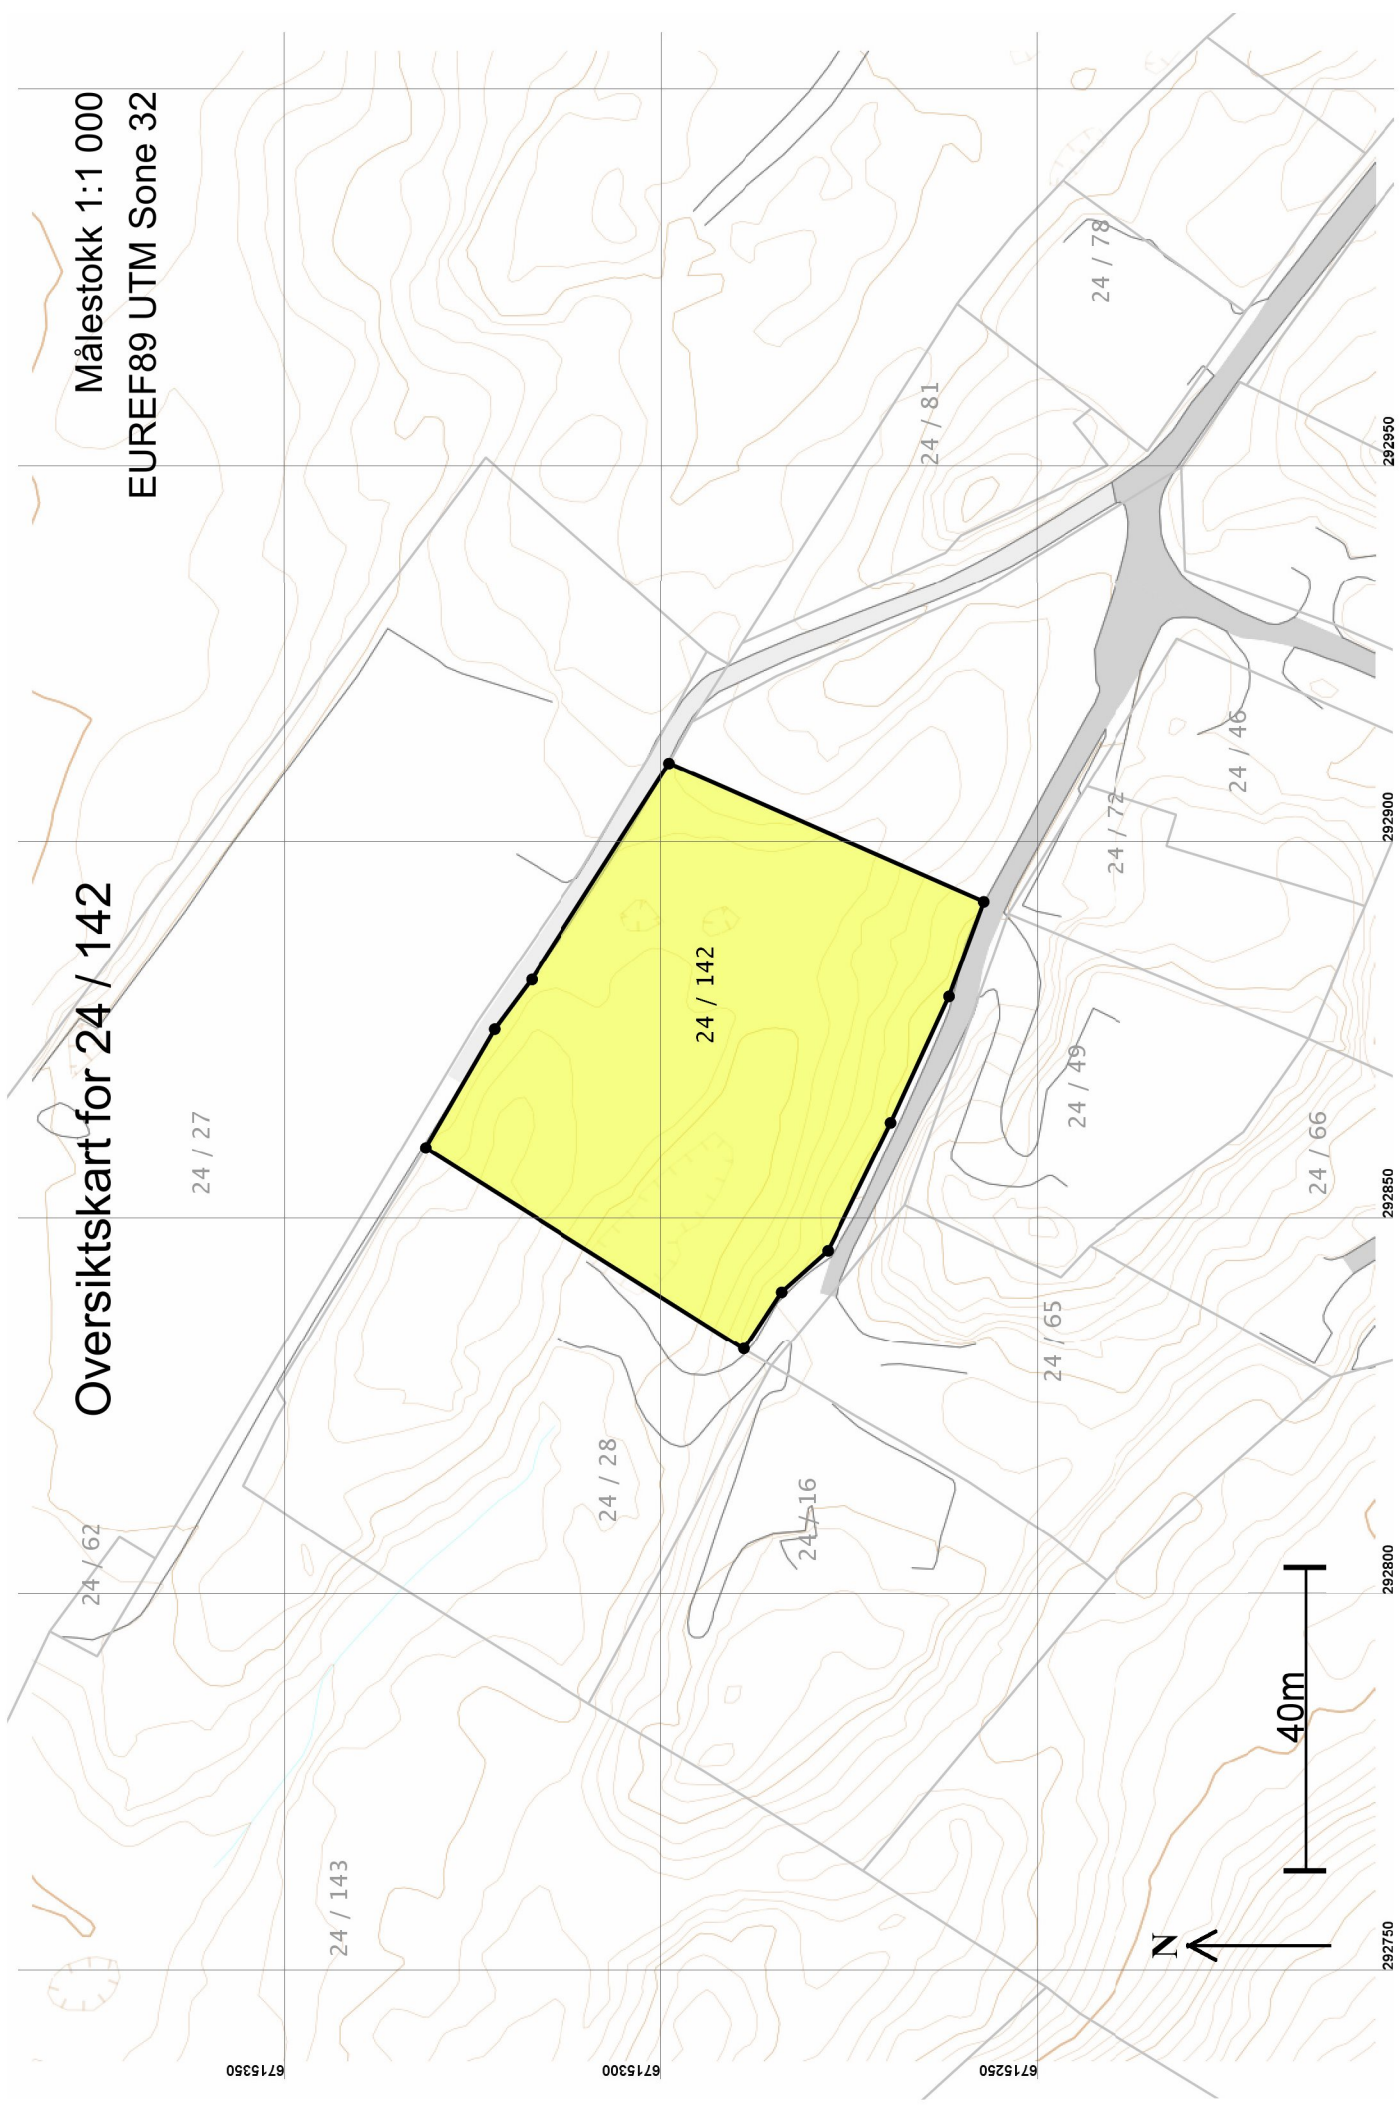 Oversiktskart for 24 / 142
Målestokk 1:1 000
EUREF89 UTM Sone 32
24 / 62
24 / 27
24 / 143
24 / 28
24 / 142
24 / 16
24 / 81
24 / 78
24 / 65
24 / 49
24 / 72
24 / 46
24 / 66
N
40m
6715350
6715300
6715250
292750
292800
292850
292900
292950